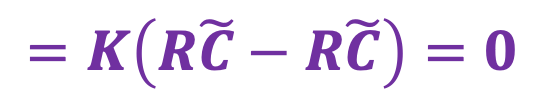 = K(RC̃ − RC̃) = 0